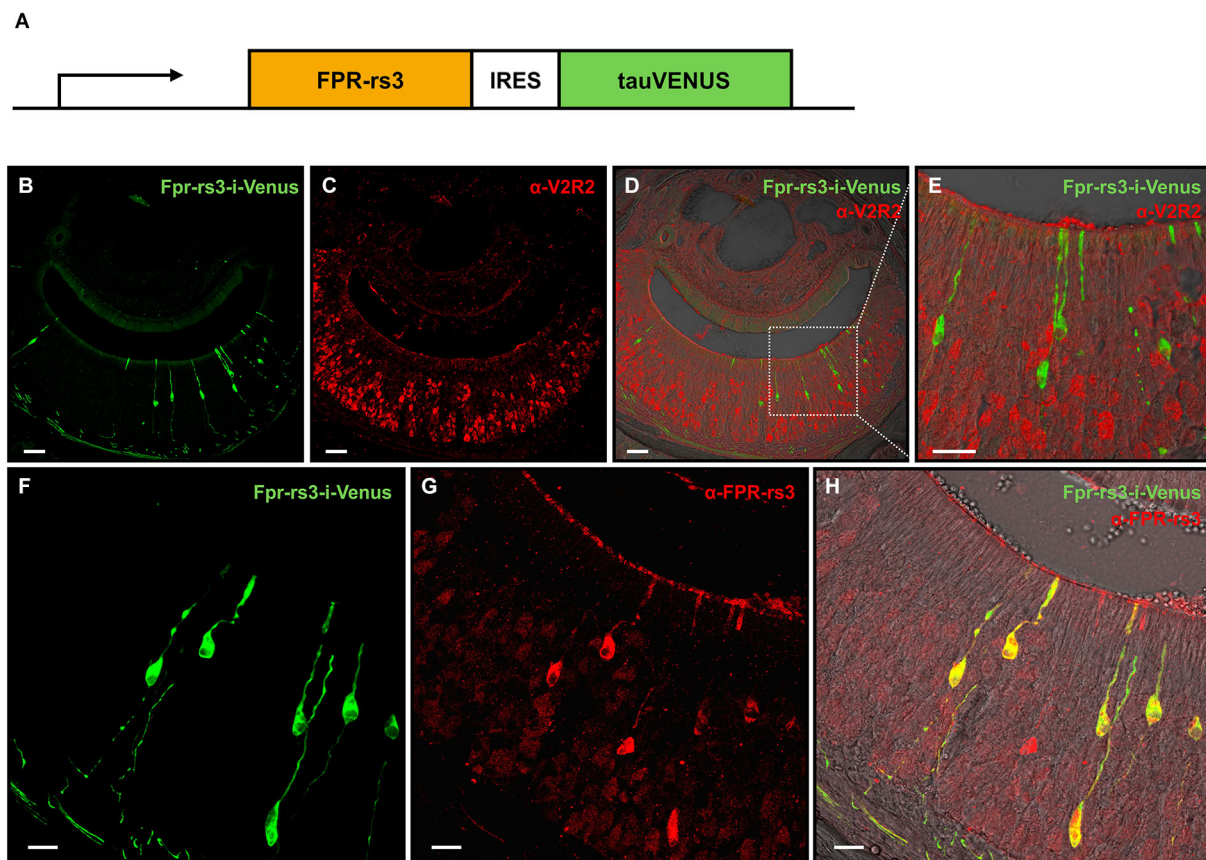 A
FPR-rs3 IRES tauVENUS
B Fpr-rs3-i-Venus
C α-V2R2
D Fpr-rs3-i-Venus
α-V2R2
E Fpr-rs3-i-Venus
α-V2R2
F Fpr-rs3-i-Venus
G α-FPR-rs3
H Fpr-rs3-i-Venus
α-FPR-rs3